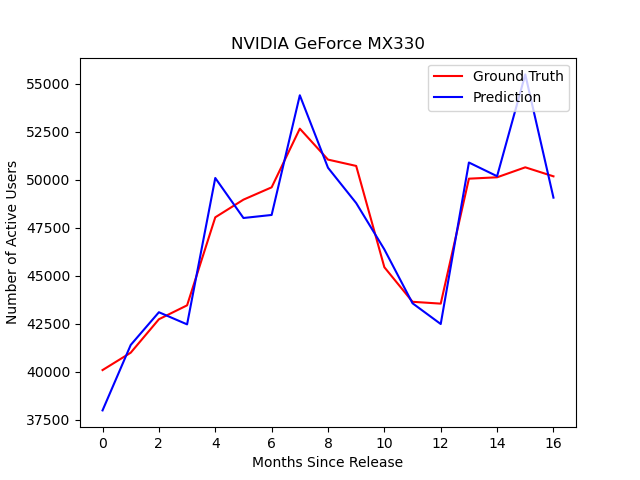 NVIDIA GeForce MX330
Ground Truth
Prediction
55000
52500
50000
47500
45000
42500
40000
37500
Number of Active Users
0 2 4 6 8 10 12 14 16
Months Since Release